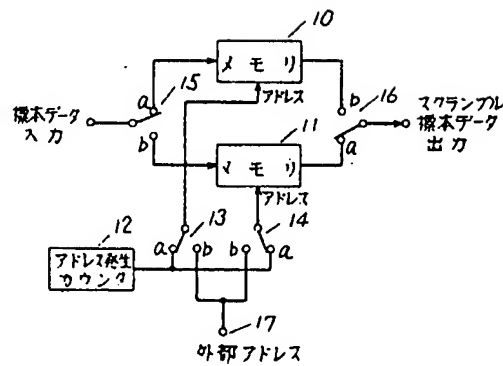 10
メモリ
a
15
アドレス
b
16
標本データ
入力
スクランブル
標本データ
出力
b
11
a
メモリ
アドレス
12
13
14
a
b
b
a
アドレス発生
カウンタ
17
外部アドレス